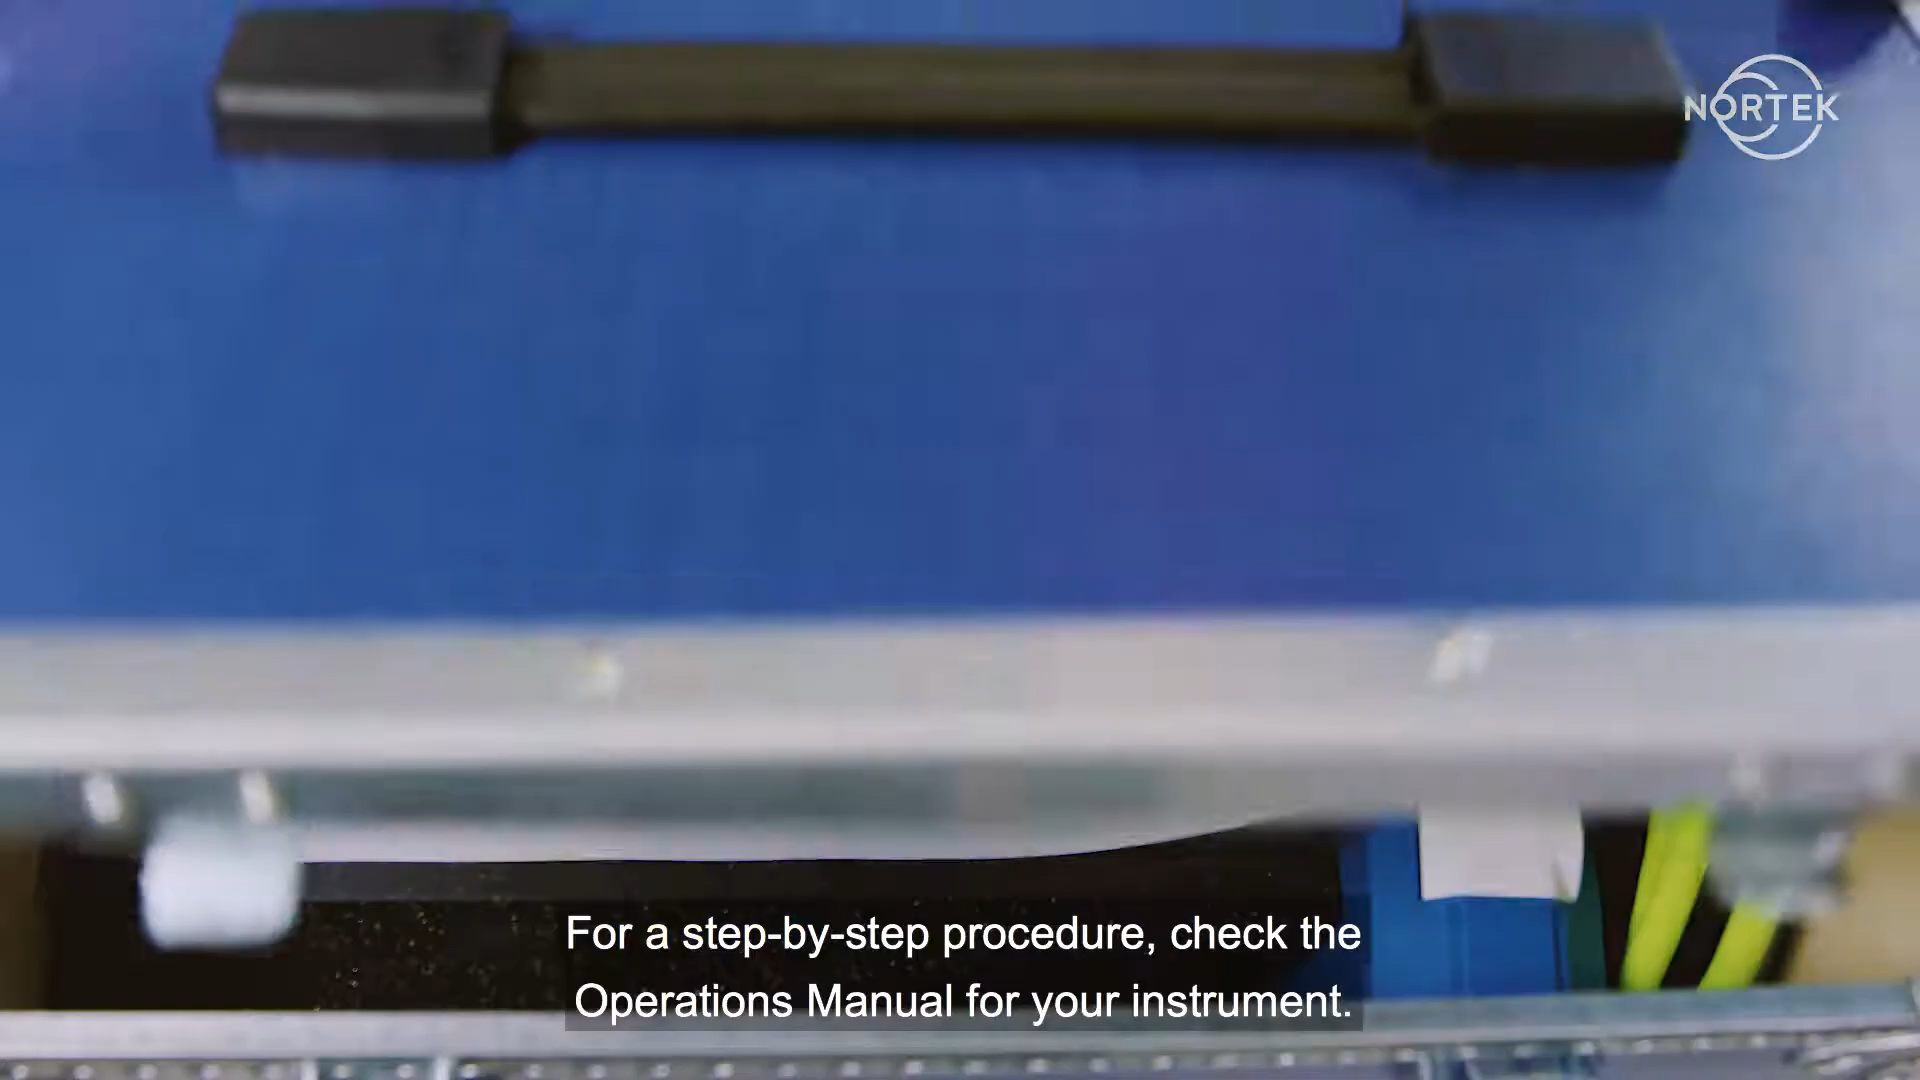 NORTEK
For a step-by-step procedure, check the
Operations Manual for your instrument.